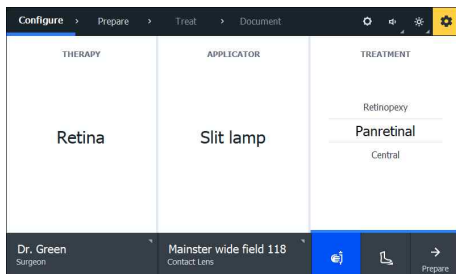 Configure > Prepare > Treat > Document
THERAPY
Retina
APPLICATOR
Slit lamp
TREATMENT
Retinopexy
Panretinal
Central
Dr. Green
Surgeon
Mainster wide field 118
Contact Lens
Prepare